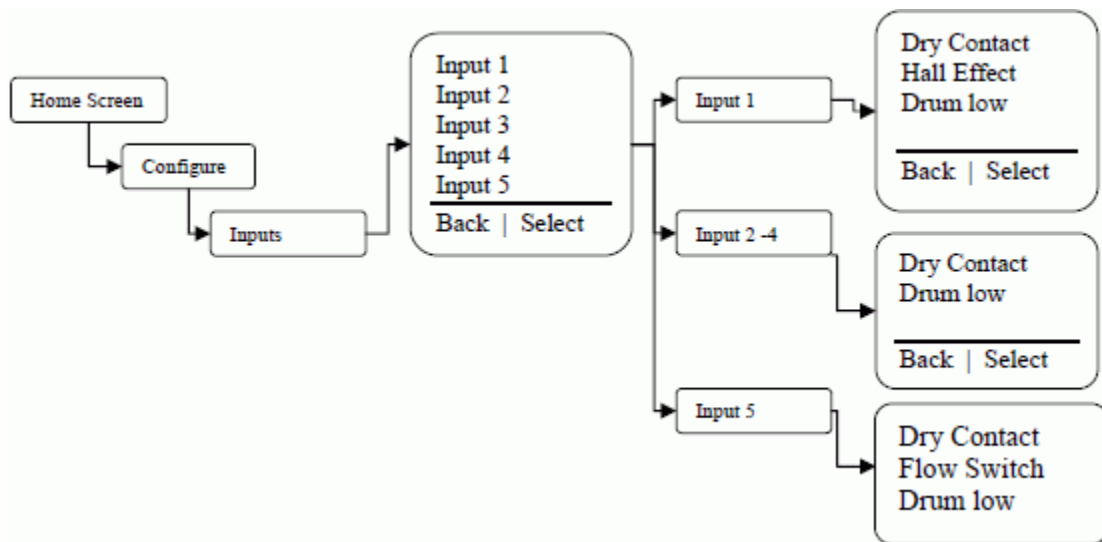 Home Screen
Configure
Inputs
Input 1
Input 2
Input 3
Input 4
Input 5
Back | Select
Input 1
Dry Contact
Hall Effect
Drum low
Back | Select
Input 2 -4
Dry Contact
Drum low
Back | Select
Input 5
Dry Contact
Flow Switch
Drum low